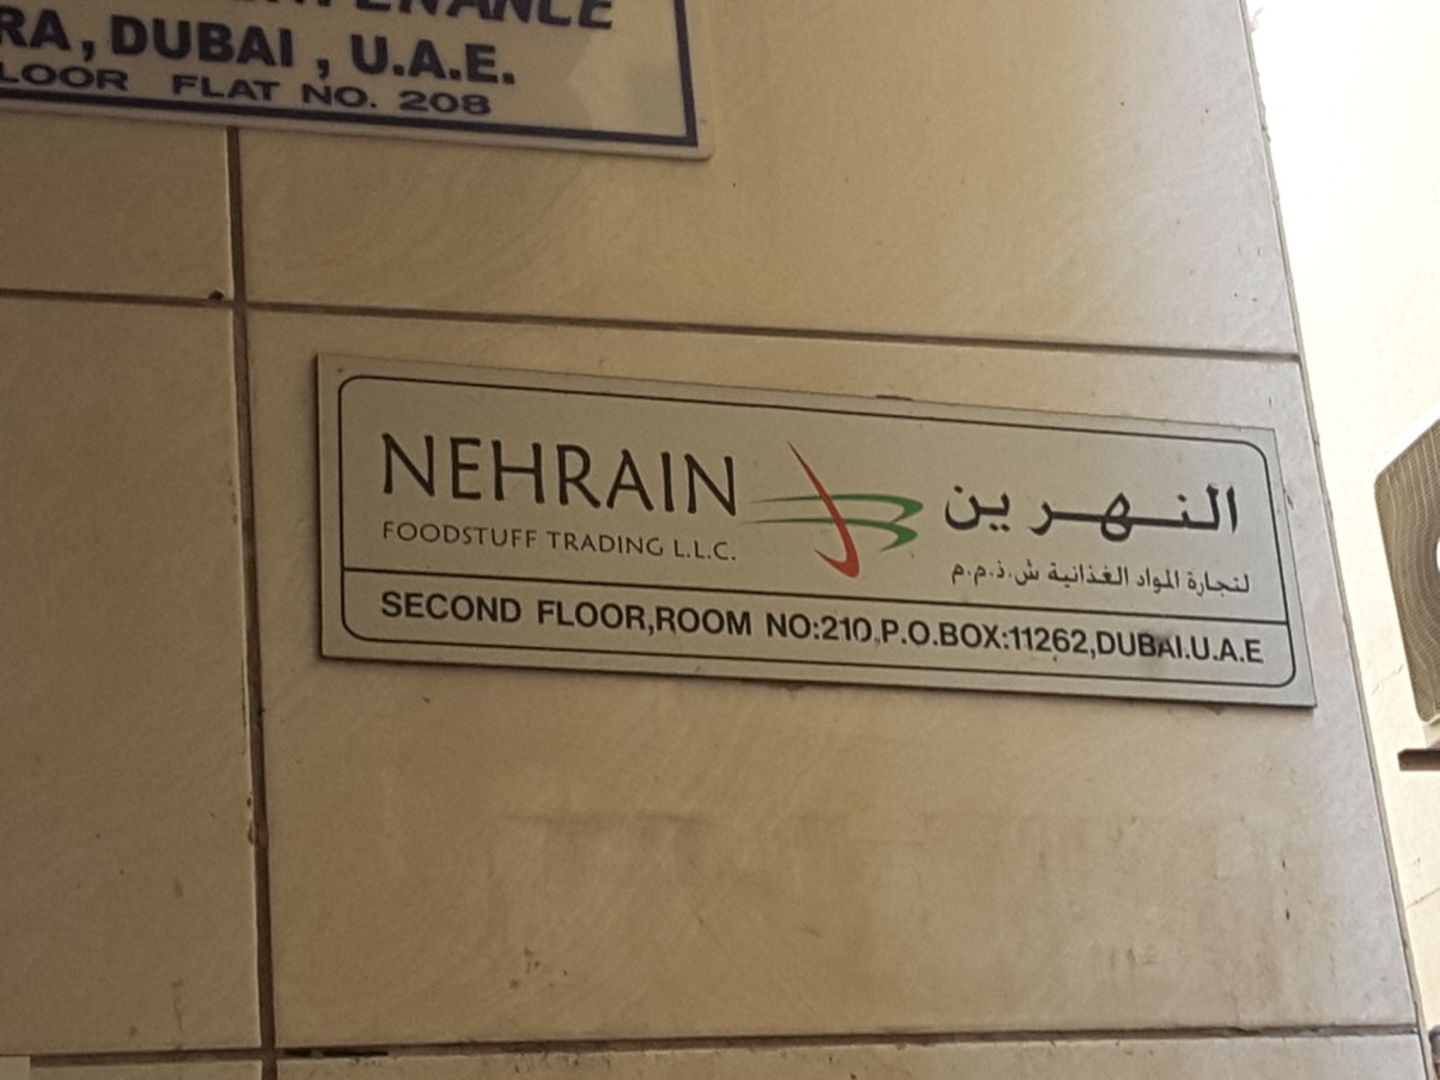 RA, DUBAI, U.A.E.
FLAT NO. 208
NEHRAIN
FOODSTUFF TRADING L.L.C.
النهرين
لتجارة المواد الغذائية ش.ذ.م.م
SECOND FLOOR,ROOM NO:210,P.O.BOX:11262,DUBAI.U.A.E